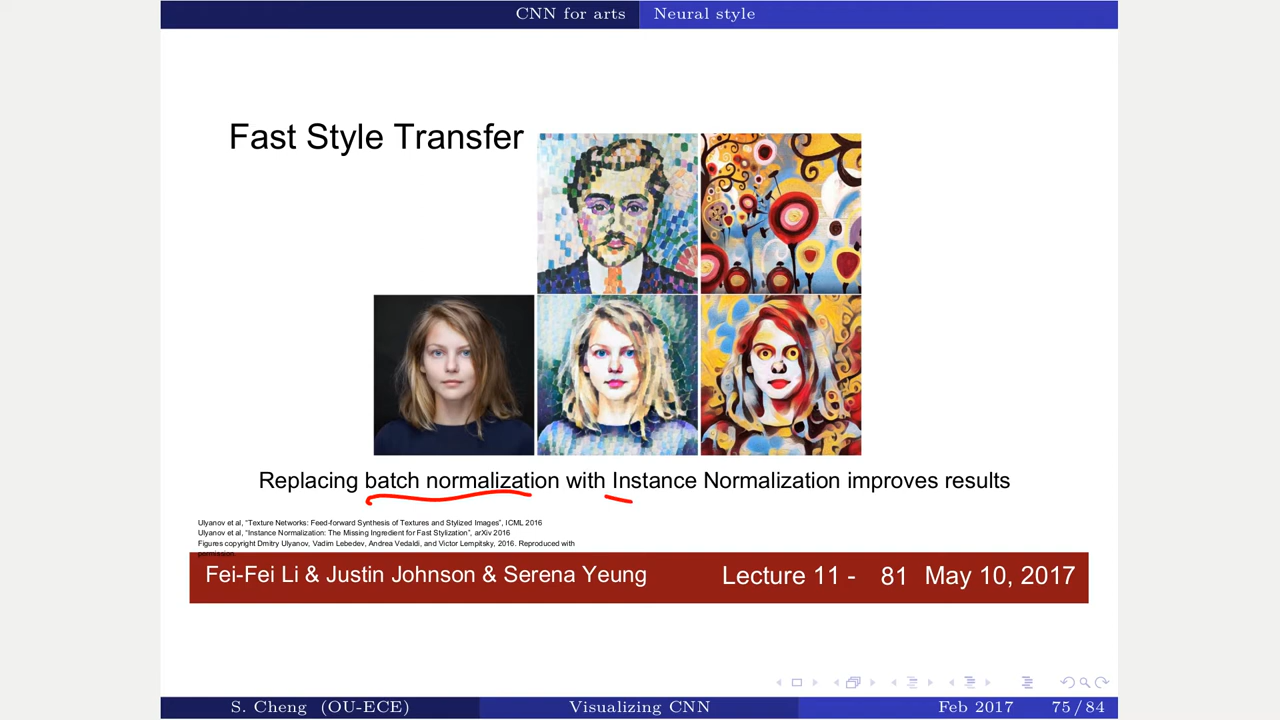 CNN for arts Neural style
Fast Style Transfer
Replacing batch normalization with Instance Normalization improves results
Ulyanov et al, "Texture Networks: Feed-forward Synthesis of Textures and Stylized Images", ICML 2016
Ulyanov et al, "Instance Normalization: The Missing Ingredient for Fast Stylization", arXiv 2016
Figures copyright Dmitry Ulyanov, Vadim Lebedev, Andrea Vedaldi, and Victor Lempitsky, 2016. Reproduced with
permission.
Fei-Fei Li & Justin Johnson & Serena Yeung Lecture 11 - 81 May 10, 2017
S. Cheng (OU-ECE) Visualizing CNN Feb 2017 75 / 84